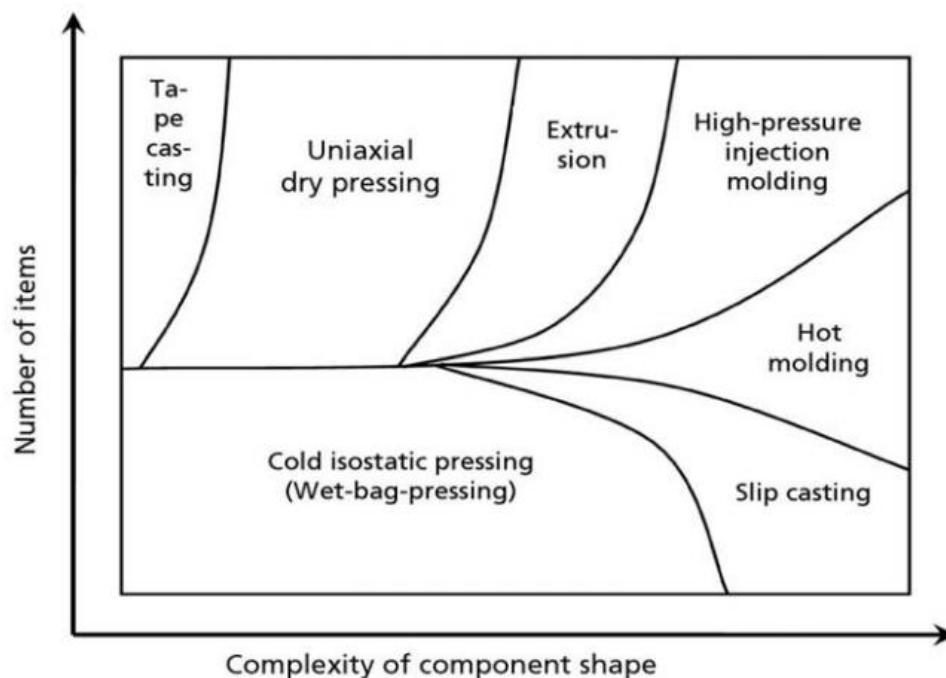 Ta-
pe
cas-
ting
Uniaxial
dry pressing
Extru-
sion
High-pressure
injection
molding
Hot
molding
Cold isostatic pressing
(Wet-bag-pressing)
Slip casting
Number of items
Complexity of component shape